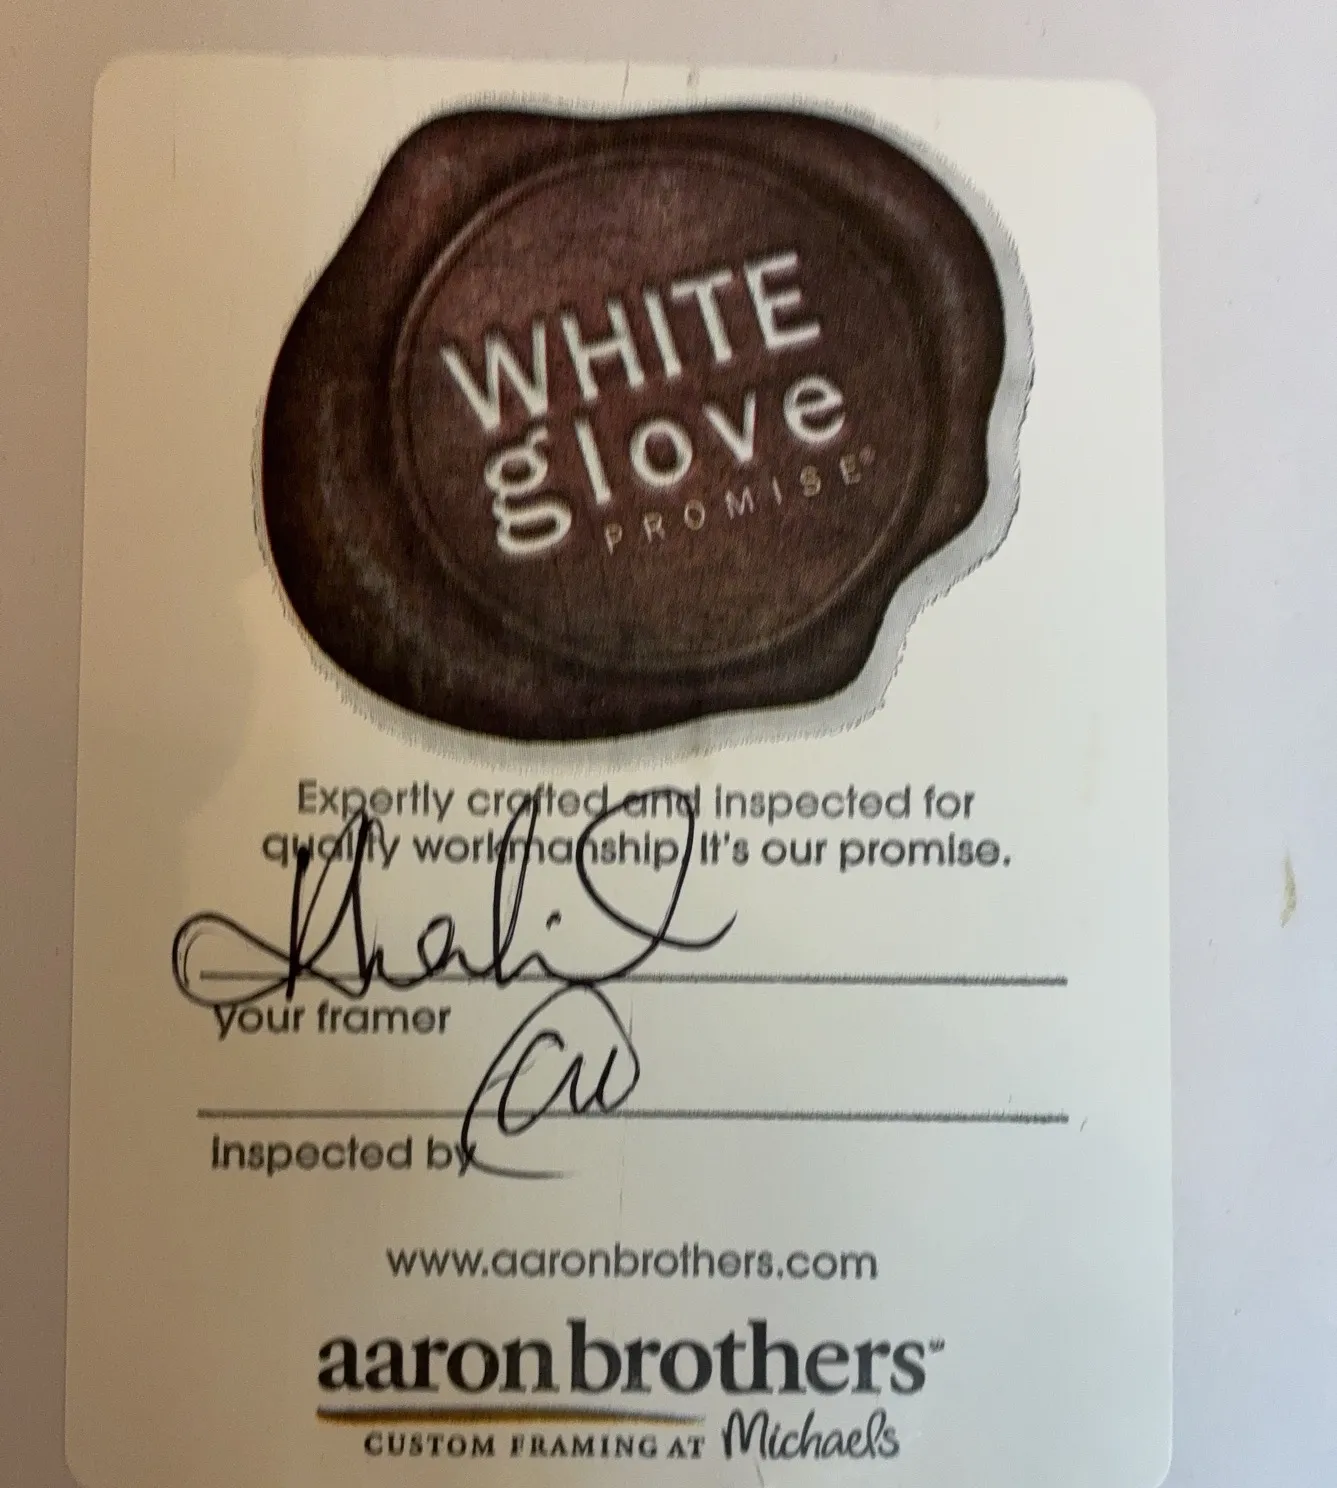 WHITE
glove
PROMISE®
Expertly crafted and inspected for
quality workmanship. It's our promise.
your framer
Inspected by
www.aaronbrothers.com
aaronbrothers℠
CUSTOM FRAMING AT Michaels